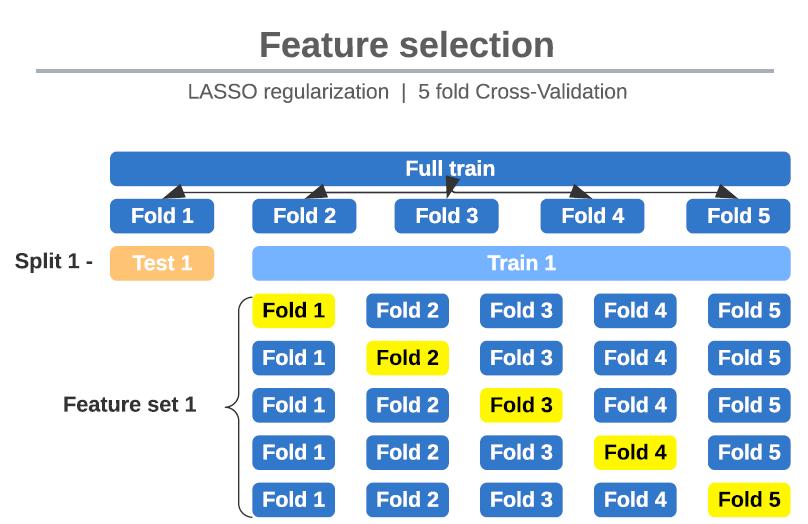 Feature selection
LASSO regularization | 5 fold Cross-Validation
Full train
Fold 1 Fold 2 Fold 3 Fold 4 Fold 5
Split 1 - Test 1 Train 1
Fold 1 Fold 2 Fold 3 Fold 4 Fold 5
Fold 1 Fold 2 Fold 3 Fold 4 Fold 5
Feature set 1 Fold 1 Fold 2 Fold 3 Fold 4 Fold 5
Fold 1 Fold 2 Fold 3 Fold 4 Fold 5
Fold 1 Fold 2 Fold 3 Fold 4 Fold 5